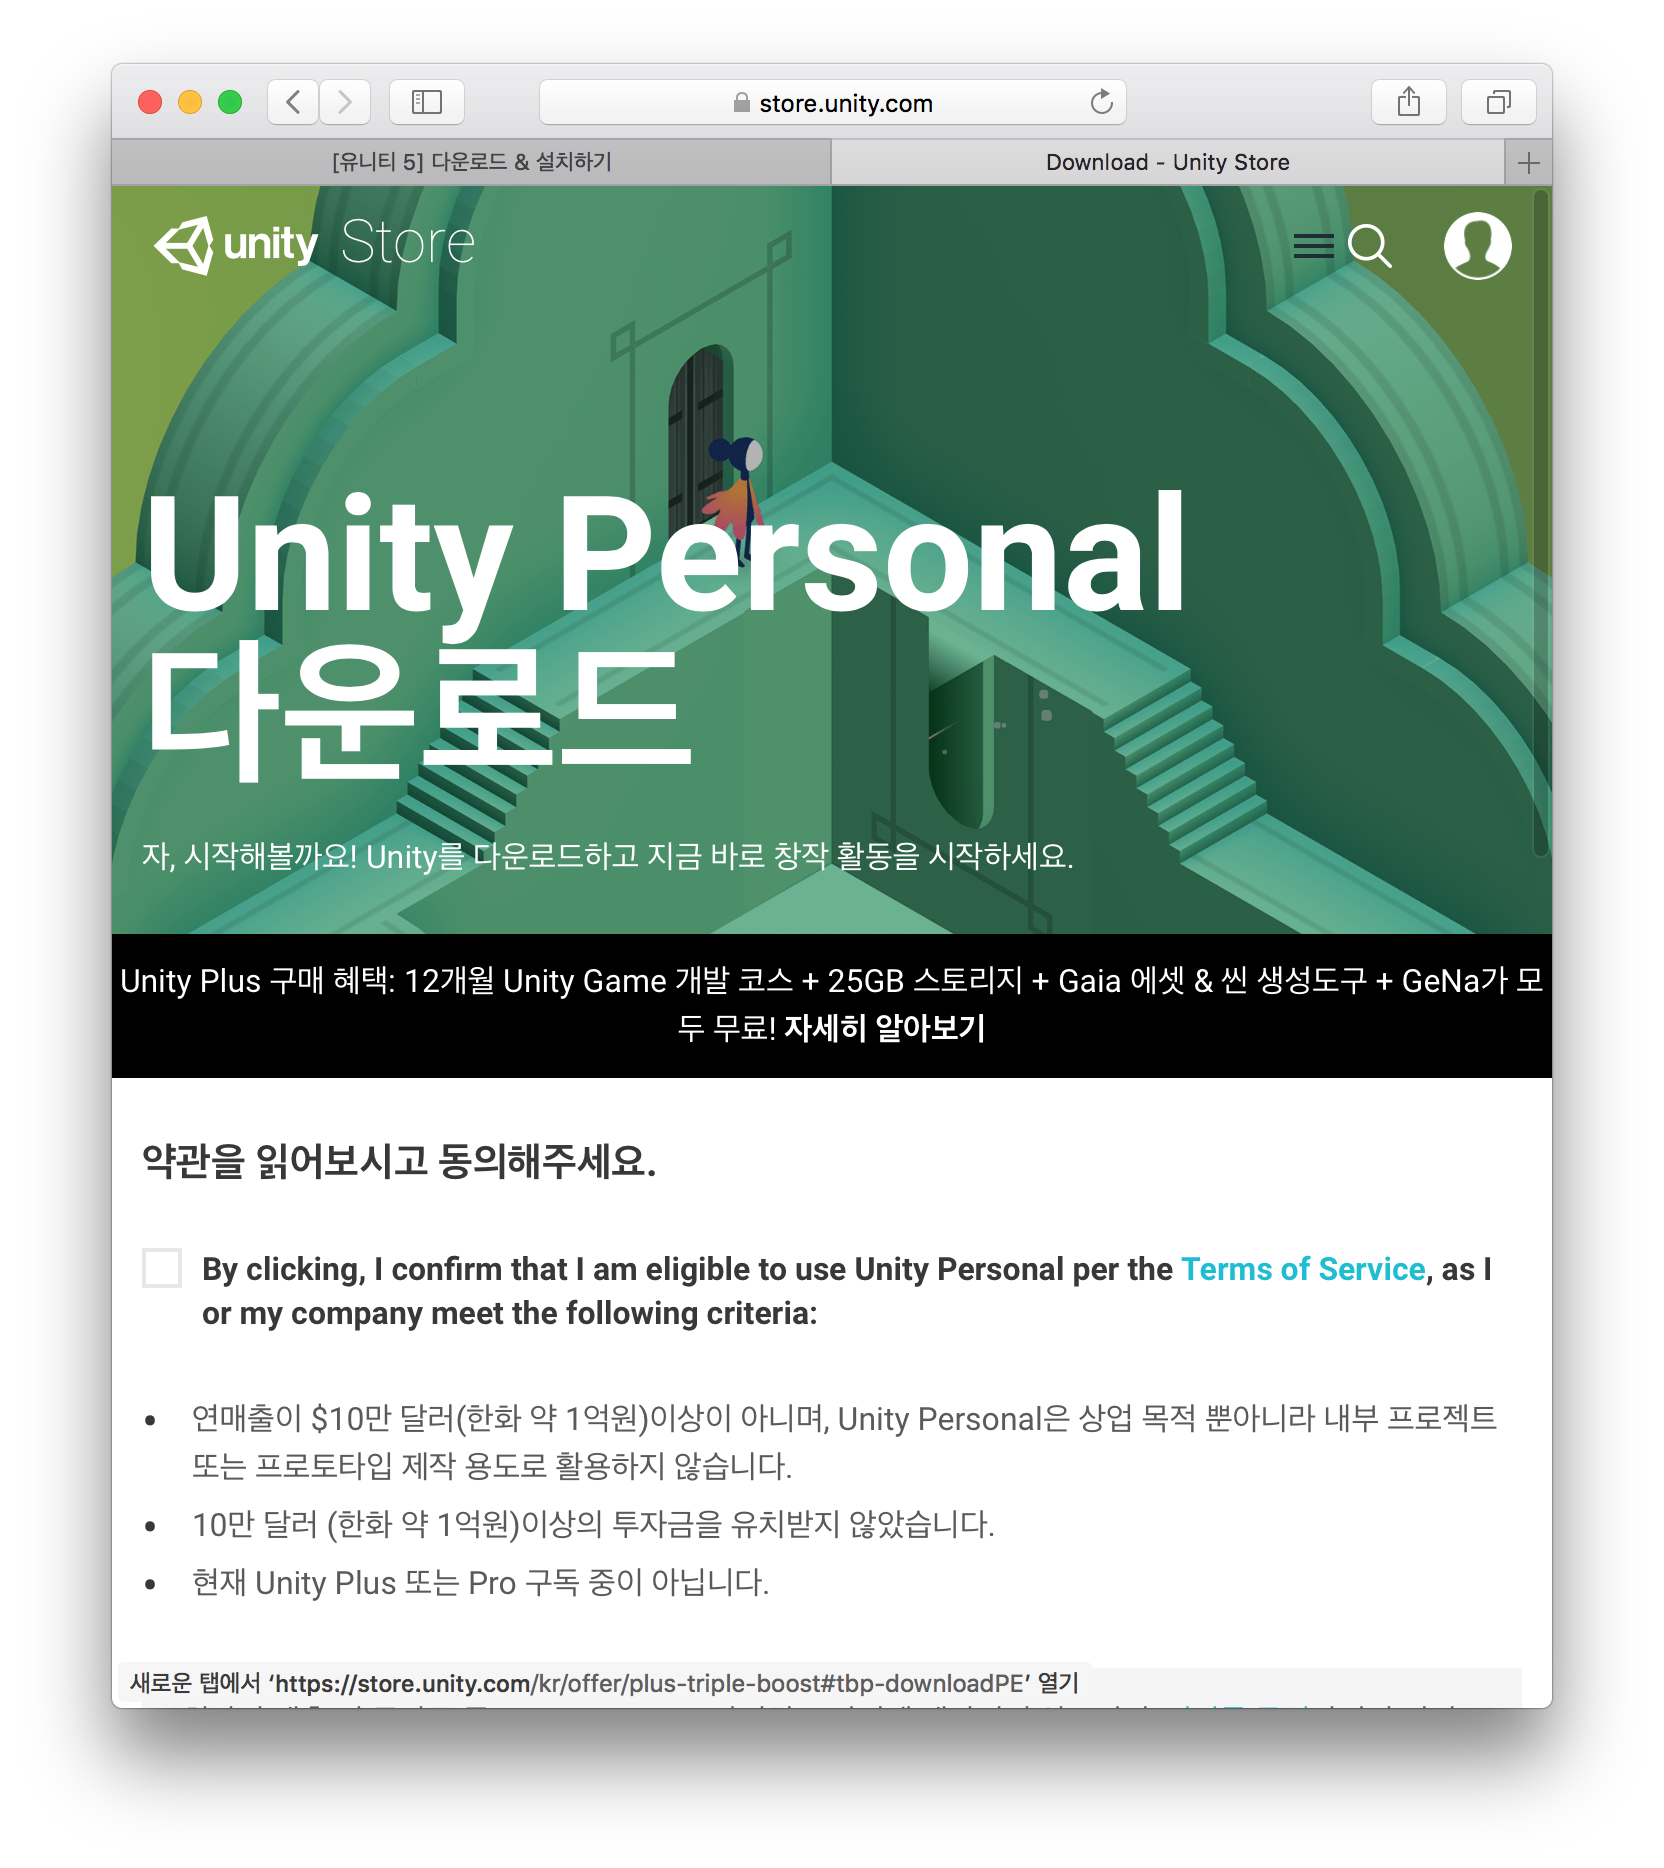 store.unity.com
[유니티 5] 다운로드 & 설치하기
Download - Unity Store
unity Store
Unity Personal
다운로드
자, 시작해볼까요! Unity를 다운로드하고 지금 바로 창작 활동을 시작하세요.
Unity Plus 구매 혜택: 12개월 Unity Game 개발 코스 + 25GB 스토리지 + Gaia 에셋 & 씬 생성도구 + GeNa가 모
두 무료! 자세히 알아보기
약관을 읽어보시고 동의해주세요.
By clicking, I confirm that I am eligible to use Unity Personal per the Terms of Service, as I
or my company meet the following criteria:
• 연매출이 $10만 달러(한화 약 1억원)이상이 아니며, Unity Personal은 상업 목적 뿐아니라 내부 프로젝트
또는 프로토타입 제작 용도로 활용하지 않습니다.
• 10만 달러 (한화 약 1억원)이상의 투자금을 유치받지 않았습니다.
• 현재 Unity Plus 또는 Pro 구독 중이 아닙니다.
새로운 탭에서 ‘https://store.unity.com/kr/offer/plus-triple-boost#tbp-downloadPE’ 열기